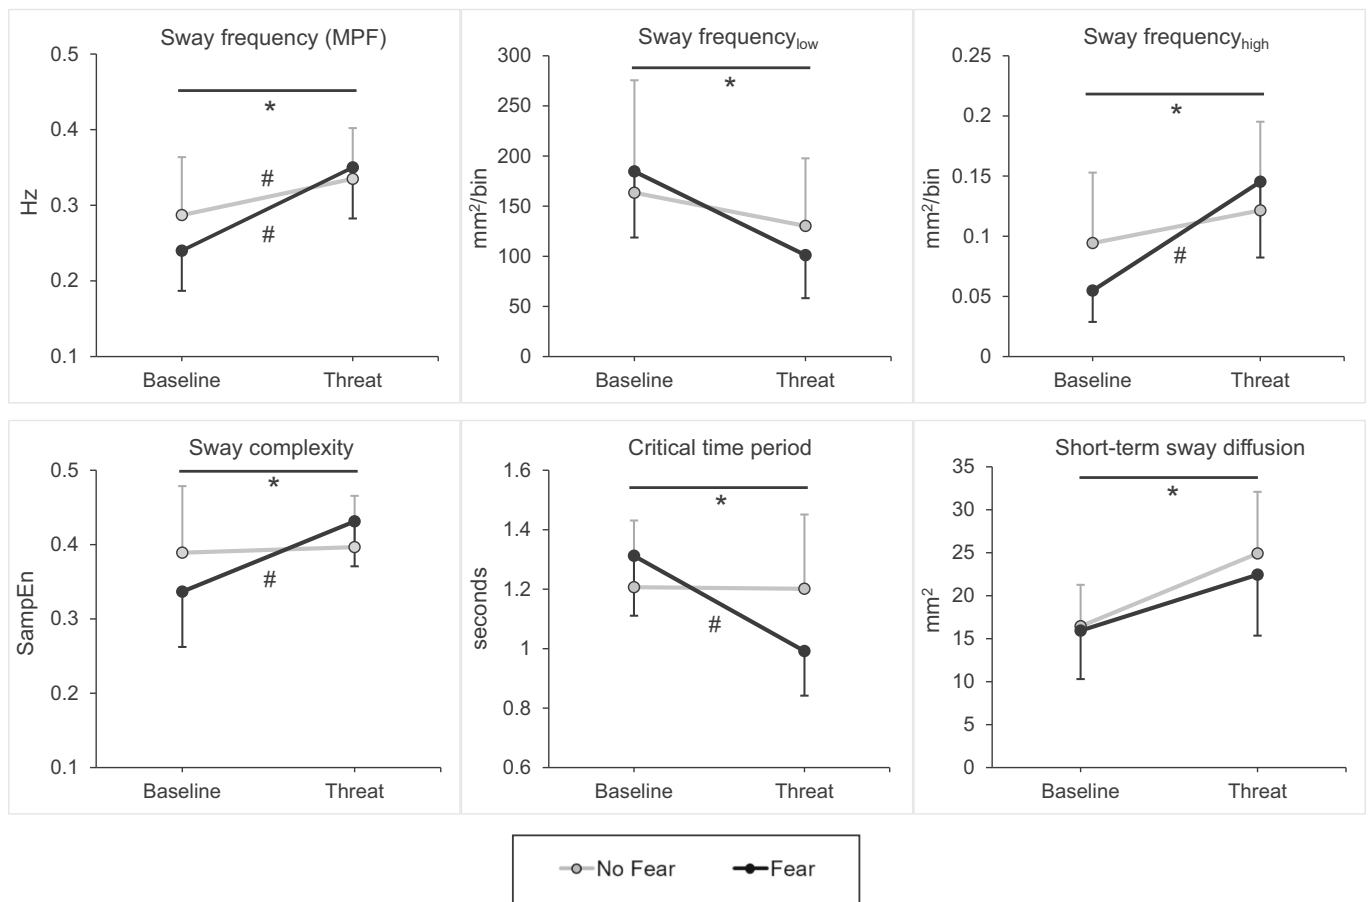 Sway frequency (MPF)
0.5
0.4
0.3
0.2
0.1
Hz
*
#
#
Baseline Threat
Sway frequencylow
300
250
200
150
100
50
0
mm2/bin
*
Baseline Threat
Sway frequencyhigh
0.25
0.2
0.15
0.1
0.05
0
mm2/bin
*
#
Baseline Threat
Sway complexity
0.5
0.4
0.3
0.2
0.1
SampEn
*
#
Baseline Threat
Critical time period
1.6
1.4
1.2
1
0.8
0.6
seconds
*
#
Baseline Threat
Short-term sway diffusion
35
30
25
20
15
10
5
0
mm2
*
Baseline Threat
No Fear Fear